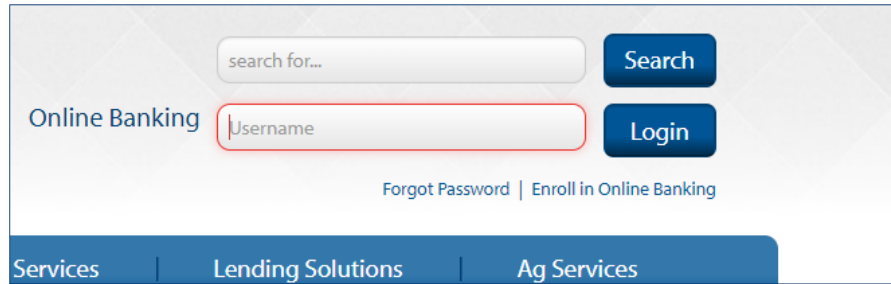 search for...
Search
Online Banking
Username
Login
Forgot Password | Enroll in Online Banking
Services | Lending Solutions | Ag Services